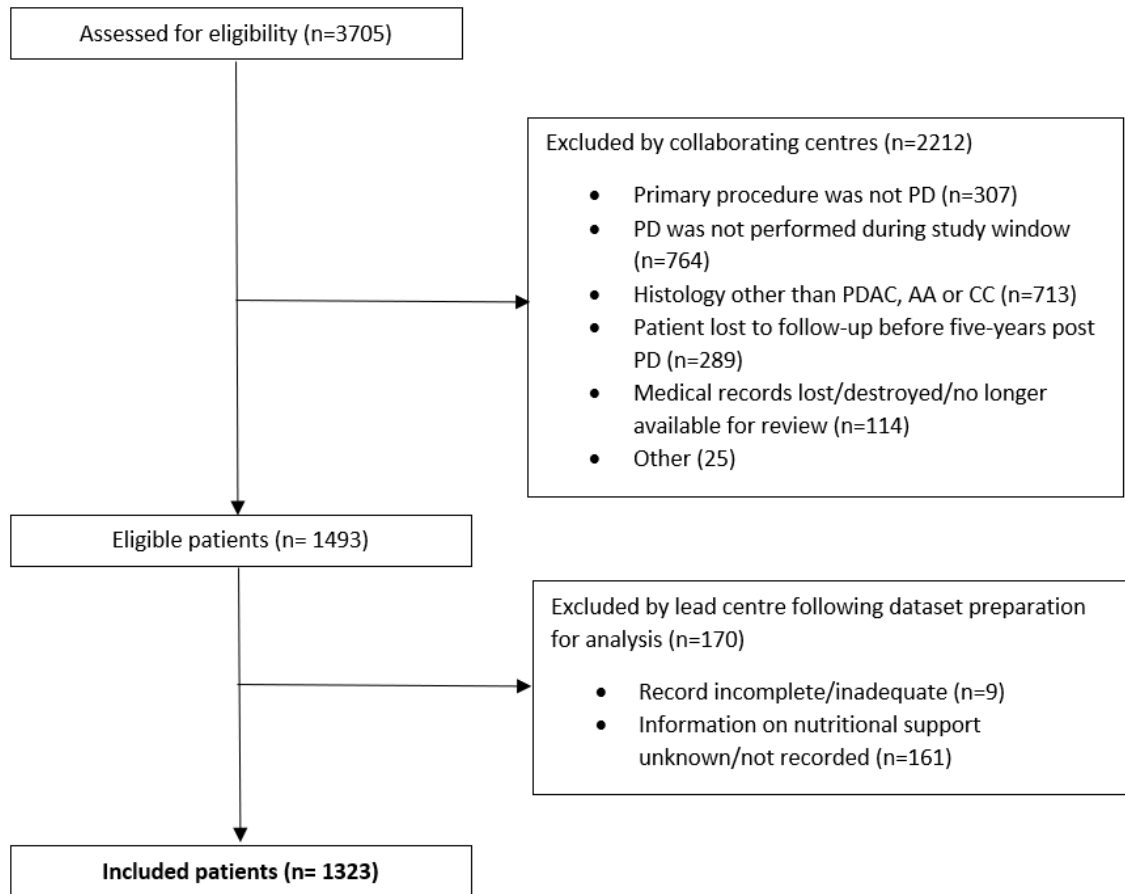 Assessed for eligibility (n=3705)
Excluded by collaborating centres (n=2212)
• Primary procedure was not PD (n=307)
• PD was not performed during study window
(n=764)
• Histology other than PDAC, AA or CC (n=713)
• Patient lost to follow-up before five-years post
PD (n=289)
• Medical records lost/destroyed/no longer
available for review (n=114)
• Other (25)
Eligible patients (n= 1493)
Excluded by lead centre following dataset preparation
for analysis (n=170)
• Record incomplete/inadequate (n=9)
• Information on nutritional support
unknown/not recorded (n=161)
Included patients (n= 1323)